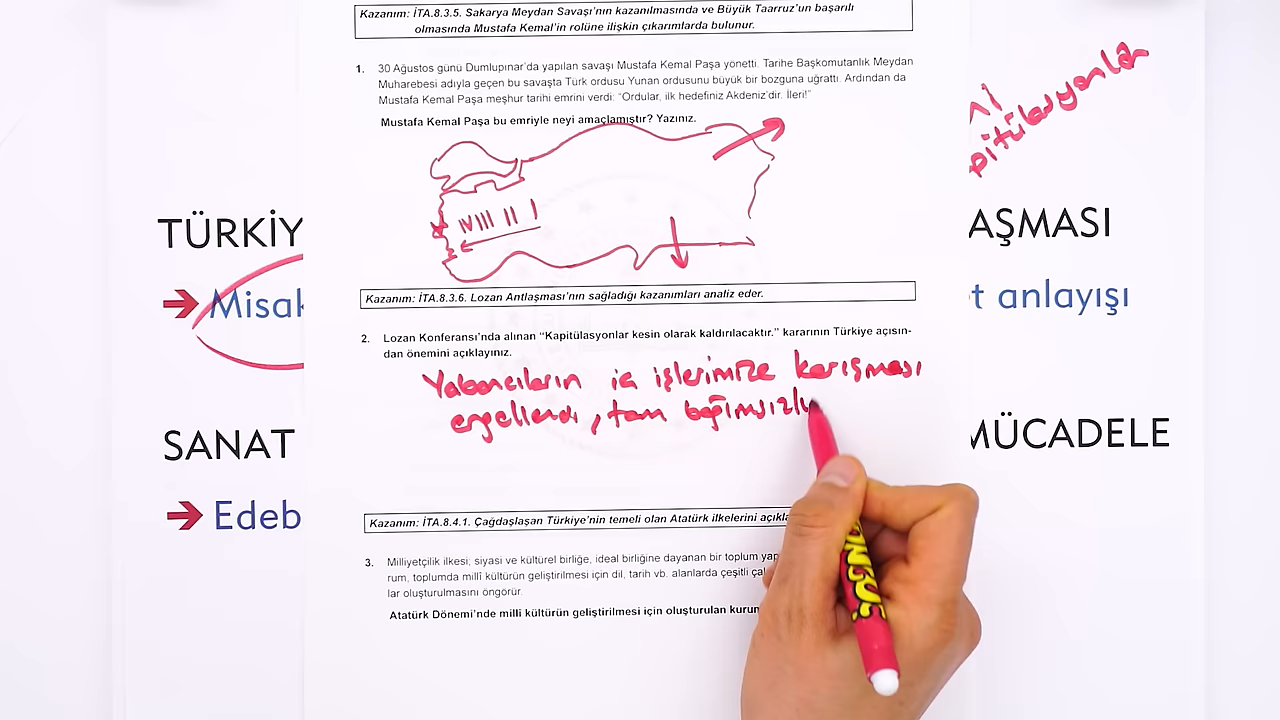 Kazanım: İTA.8.3.5. Sakarya Meydan Savaşı'nın kazanılmasında ve Büyük Taarruz'un başarılı
olmasında Mustafa Kemal'in rolüne ilişkin çıkarımlarda bulunur.
1. 30 Ağustos günü Dumlupınar'da yapılan savaşı Mustafa Kemal Paşa yönetti. Tarihe Başkomutanlık Meydan
Muharebesi adıyla geçen bu savaşta Türk ordusu Yunan ordusunu büyük bir bozguna uğrattı. Ardından da
Mustafa Kemal Paşa meşhur tarihi emrini verdi: "Ordular, ilk hedefiniz Akdeniz'dir. İleri!"
Mustafa Kemal Paşa bu emriyle neyi amaçlamıştır? Yazınız.
IV III II I
Kazanım: İTA.8.3.6. Lozan Antlaşması'nın sağladığı kazanımları analiz eder.
2. Lozan Konferansı'nda alınan "Kapitülasyonlar kesin olarak kaldırılacaktır." kararının Türkiye açısın-
dan önemini açıklayınız.
Yabancıların iç işlerimize karışması
engellendi, tam bağımsızlı
Kazanım: İTA.8.4.1. Çağdaşlaşan Türkiye'nin temeli olan Atatürk ilkelerini açıkla
3. Milliyetçilik ilkesi; siyasi ve kültürel birliğe, ideal birliğine dayanan bir toplum yap
rum, toplumda millî kültürün geliştirilmesi için dil, tarih vb. alanlarda çeşitli çal
lar oluşturulmasını öngörür.
Atatürk Dönemi'nde millî kültürün geliştirilmesi için oluşturulan kurum
TÜRKİY
➔ Misak
SANAT
➔ Edeb
pitülasyonlar
AŞMASI
t anlayışı
MÜCADELE
ONGUE